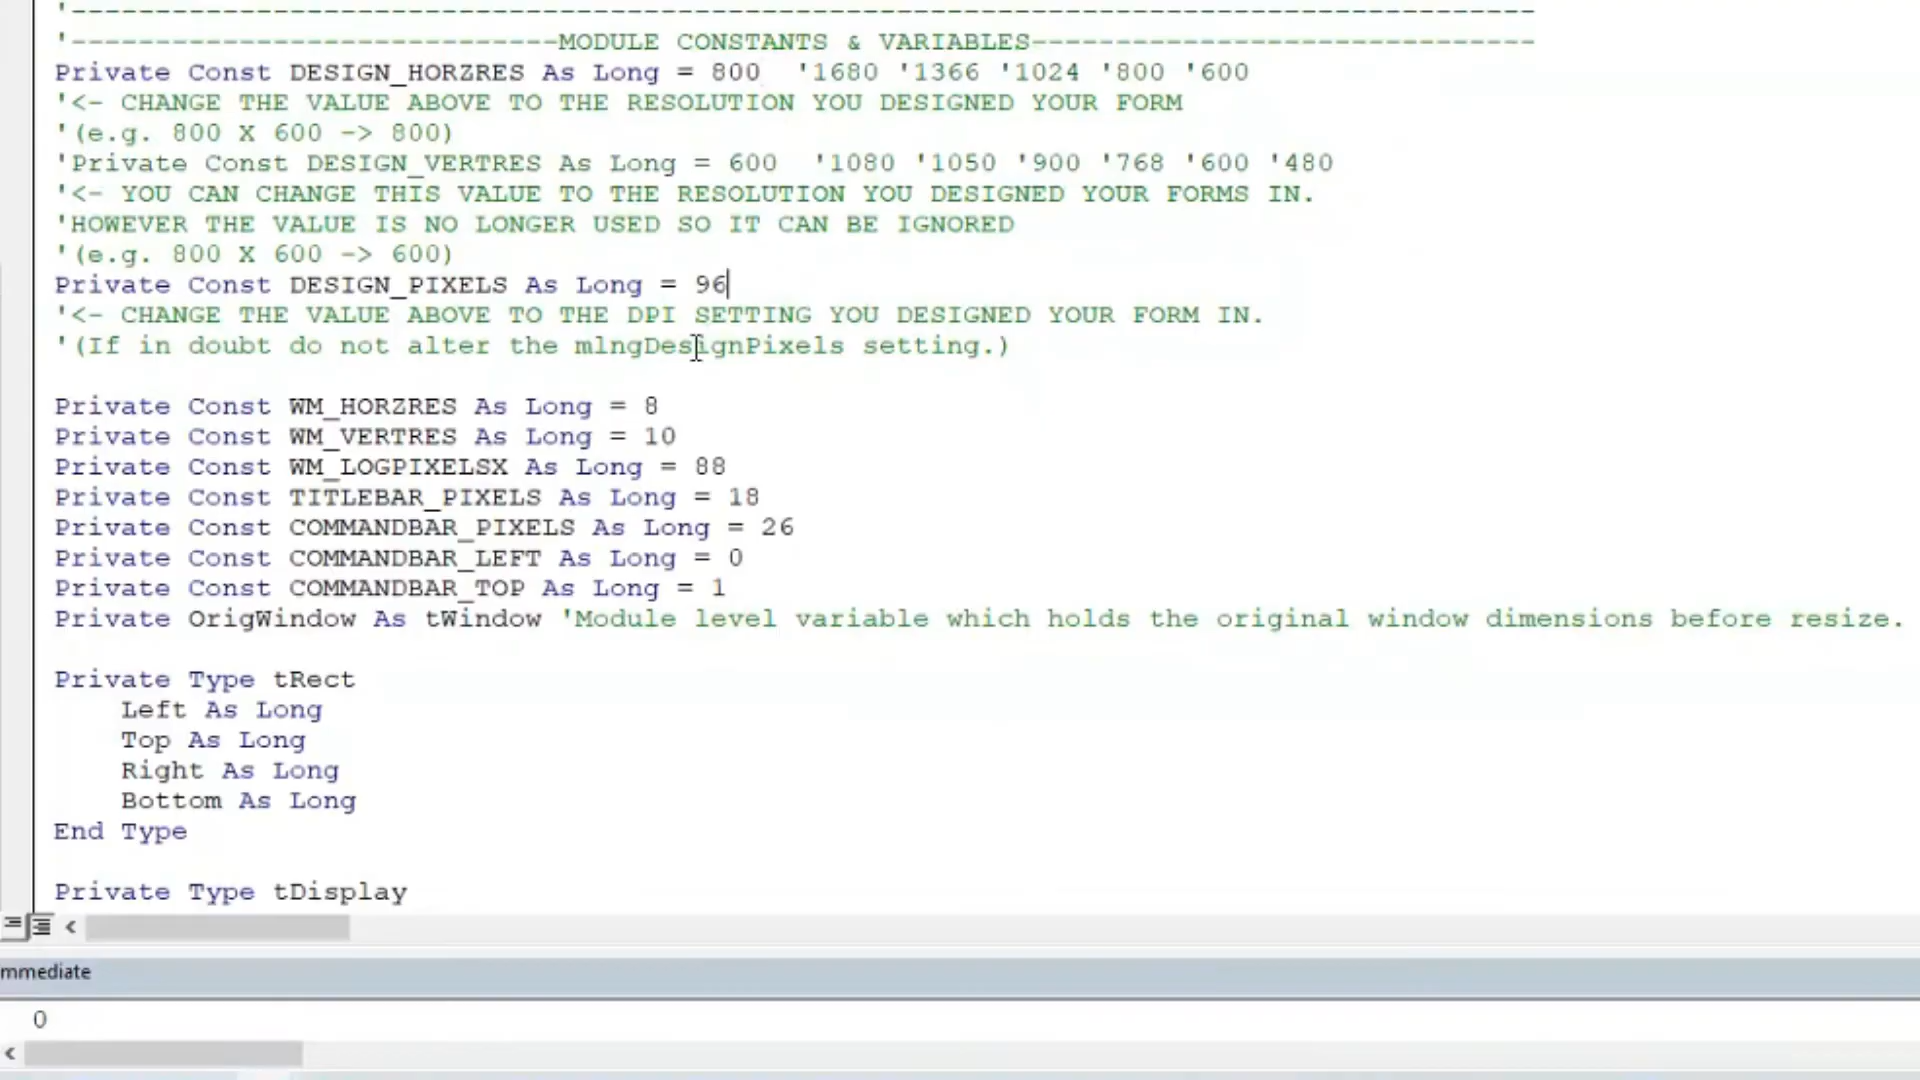 '---------------------------------------------------------------------------------------
'-----------------------------MODULE CONSTANTS & VARIABLES------------------------------
Private Const DESIGN_HORZRES As Long = 800  '1680 '1366 '1024 '800 '600
'<- CHANGE THE VALUE ABOVE TO THE RESOLUTION YOU DESIGNED YOUR FORM
'(e.g. 800 X 600 -> 800)
'Private Const DESIGN_VERTRES As Long = 600  '1080 '1050 '900 '768 '600 '480
'<- YOU CAN CHANGE THIS VALUE TO THE RESOLUTION YOU DESIGNED YOUR FORMS IN.
'HOWEVER THE VALUE IS NO LONGER USED SO IT CAN BE IGNORED
'(e.g. 800 X 600 -> 600)
Private Const DESIGN_PIXELS As Long = 96
'<- CHANGE THE VALUE ABOVE TO THE DPI SETTING YOU DESIGNED YOUR FORM IN.
'(If in doubt do not alter the mlngDesignPixels setting.)
Private Const WM_HORZRES As Long = 8
Private Const WM_VERTRES As Long = 10
Private Const WM_LOGPIXELSX As Long = 88
Private Const TITLEBAR_PIXELS As Long = 18
Private Const COMMANDBAR_PIXELS As Long = 26
Private Const COMMANDBAR_LEFT As Long = 0
Private Const COMMANDBAR_TOP As Long = 1
Private OrigWindow As tWindow 'Module level variable which holds the original window dimensions before resize.
Private Type tRect
    Left As Long
    Top As Long
    Right As Long
    Bottom As Long
End Type
Private Type tDisplay
mmediate
0